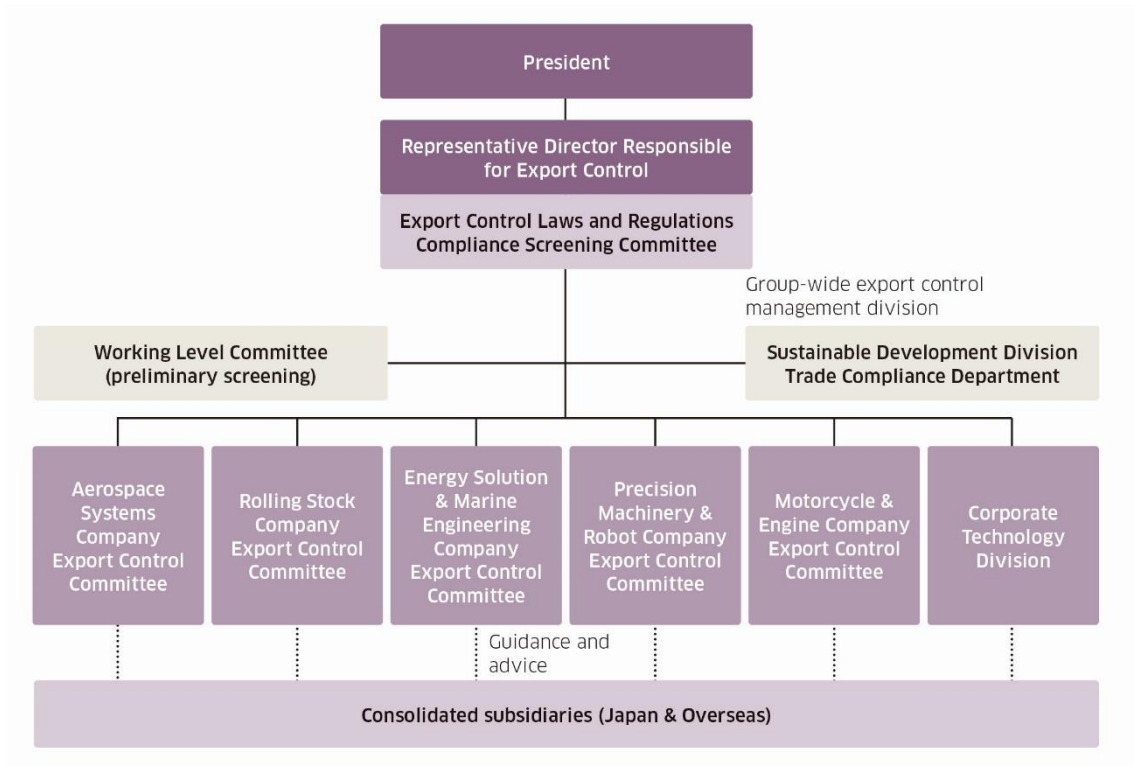 President
Representative Director Responsible
for Export Control
Export Control Laws and Regulations
Compliance Screening Committee
Group-wide export control
management division
Working Level Committee
(preliminary screening)
Sustainable Development Division
Trade Compliance Department
Aerospace
Systems
Company
Export Control
Committee
Rolling Stock
Company
Export Control
Committee
Energy Solution
& Marine
Engineering
Company
Export Control
Committee
Precision
Machinery &
Robot Company
Export Control
Committee
Motorcycle &
Engine Company
Export Control
Committee
Corporate
Technology
Division
Guidance and
advice
Consolidated subsidiaries (Japan & Overseas)